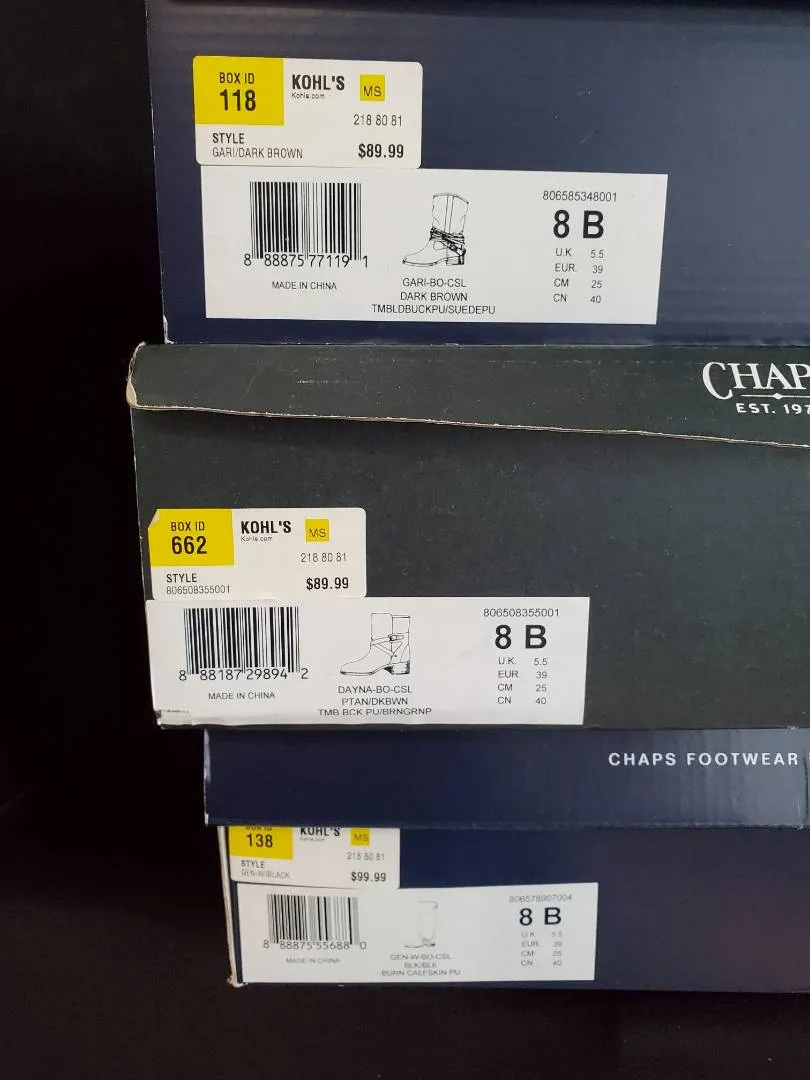 BOX ID
118
KOHL'S
Kohls.com
MS
218 80 81
STYLE
GARI/DARK BROWN
$89.99
8 88875 77119 1
MADE IN CHINA
GARI-BO-CSL
DARK BROWN
TMBLDBUCKPU/SUEDEPU
806585348001
8 B
U.K. 5.5
EUR. 39
CM 25
CN 40
CHAP
EST. 197
BOX ID
662
KOHL'S
Kohls.com
MS
218 80 81
STYLE
806508355001
$89.99
8 88187 29894 2
MADE IN CHINA
DAYNA-BO-CSL
PTAN/DKBWN
TMB BCK PU/BRNGRNP
806508355001
8 B
U.K. 5.5
EUR. 39
CM 25
CN 40
CHAPS FOOTWEAR
BOX ID
138
KOHL'S
Kohls.com
MS
218 80 81
STYLE
GEN-W/BLACK
$99.99
8 88875 55688 0
MADE IN CHINA
GEN-W-BO-CSL
BLK/BLK
BURN CALFSKIN PU
806578907004
8 B
U.K. 5.5
EUR. 39
CM 25
CN 40